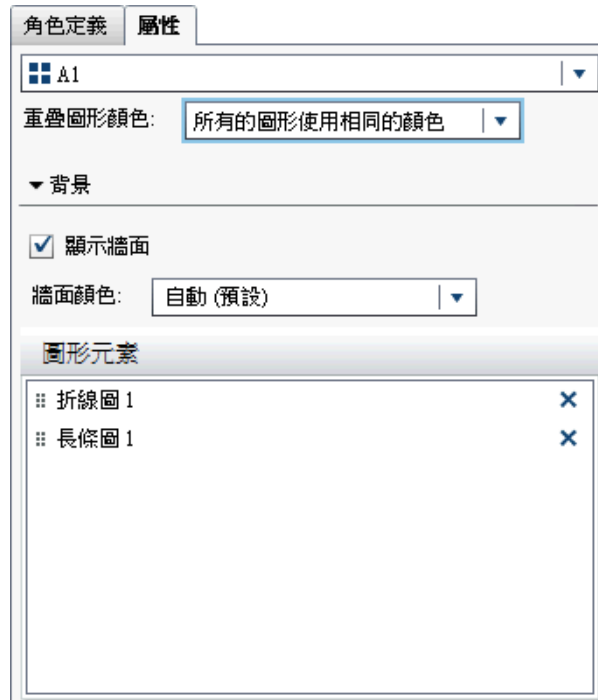 角色定義 屬性
A1
重疊圖形顏色: 所有的圖形使用相同的顏色
背景
顯示牆面
牆面顏色: 自動 (預設)
圖形元素
折線圖 1
長條圖 1